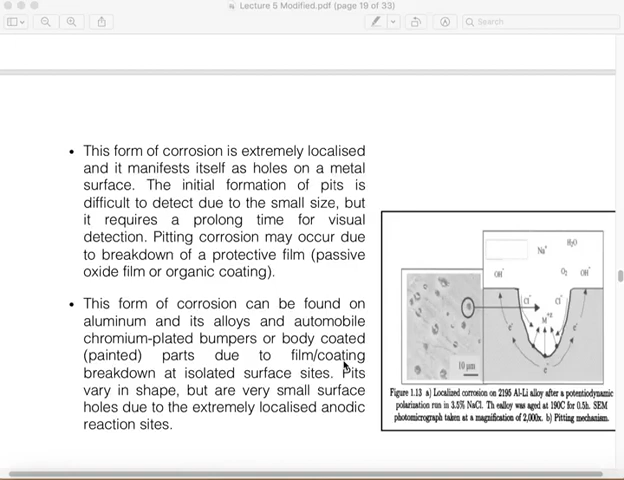 Lecture 5 Modified.pdf (page 19 of 33)
Search
• This form of corrosion is extremely localised
and it manifests itself as holes on a metal
surface. The initial formation of pits is
difficult to detect due to the small size, but
it requires a prolong time for visual
detection. Pitting corrosion may occur due
to breakdown of a protective film (passive
oxide film or organic coating).
• This form of corrosion can be found on
aluminum and its alloys and automobile
chromium-plated bumpers or body coated
(painted) parts due to film/coating
breakdown at isolated surface sites. Pits
vary in shape, but are very small surface
holes due to the extremely localised anodic
reaction sites.
Na⁺ H₂O
OH⁻ O₂ OH⁻
Cl⁻ Cl⁻
M⁺ᶻ
e⁻ e⁻
e⁻
10 μm
Figure 1.13 a) Localized corrosion on 2195 Al-Li alloy after a potentiodynamic
polarization run in 3.5% NaCl. Th ealloy was aged at 190C for 0.5h. SEM
photomicrograph taken at a magnification of 2,000x. b) Pitting mechanism.